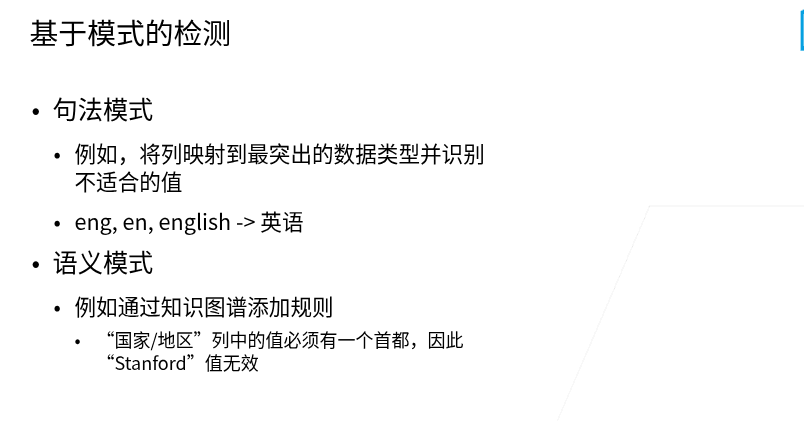 基于模式的检测
• 句法模式
• 例如，将列映射到最突出的数据类型并识别
不适合的值
• eng, en, english -> 英语
• 语义模式
• 例如通过知识图谱添加规则
• “国家/地区”列中的值必须有一个首都，因此
“Stanford”值无效